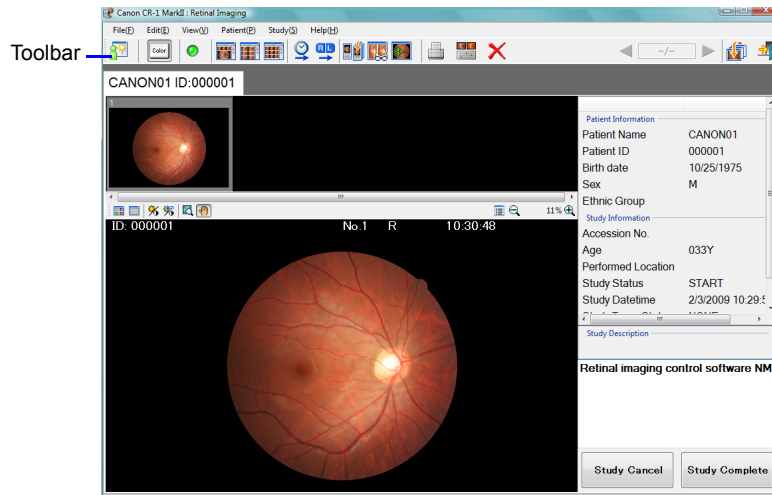 Canon CR-1 MarkII : Retinal Imaging
File(F) Edit(E) View(V) Patient(P) Study(S) Help(H)
Toolbar
Color
R L
-/-
CANON01 ID:000001
1
Patient Information
Patient Name CANON01
Patient ID 000001
Birth date 10/25/1975
Sex M
Ethnic Group
Study Information
Accession No.
Age 033Y
Performed Location
Study Status START
Study Datetime 2/3/2009 10:29:5
11%
ID: 000001 No.1 R 10:30:48
Study Description
Retinal imaging control software NM
Study Cancel Study Complete